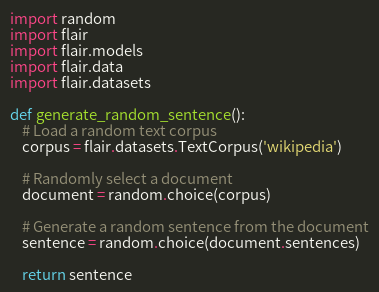 import random
import flair
import flair.models
import flair.data
import flair.datasets

def generate_random_sentence():
    # Load a random text corpus
    corpus = flair.datasets.TextCorpus('wikipedia')

    # Randomly select a document
    document = random.choice(corpus)

    # Generate a random sentence from the document
    sentence = random.choice(document.sentences)

    return sentence